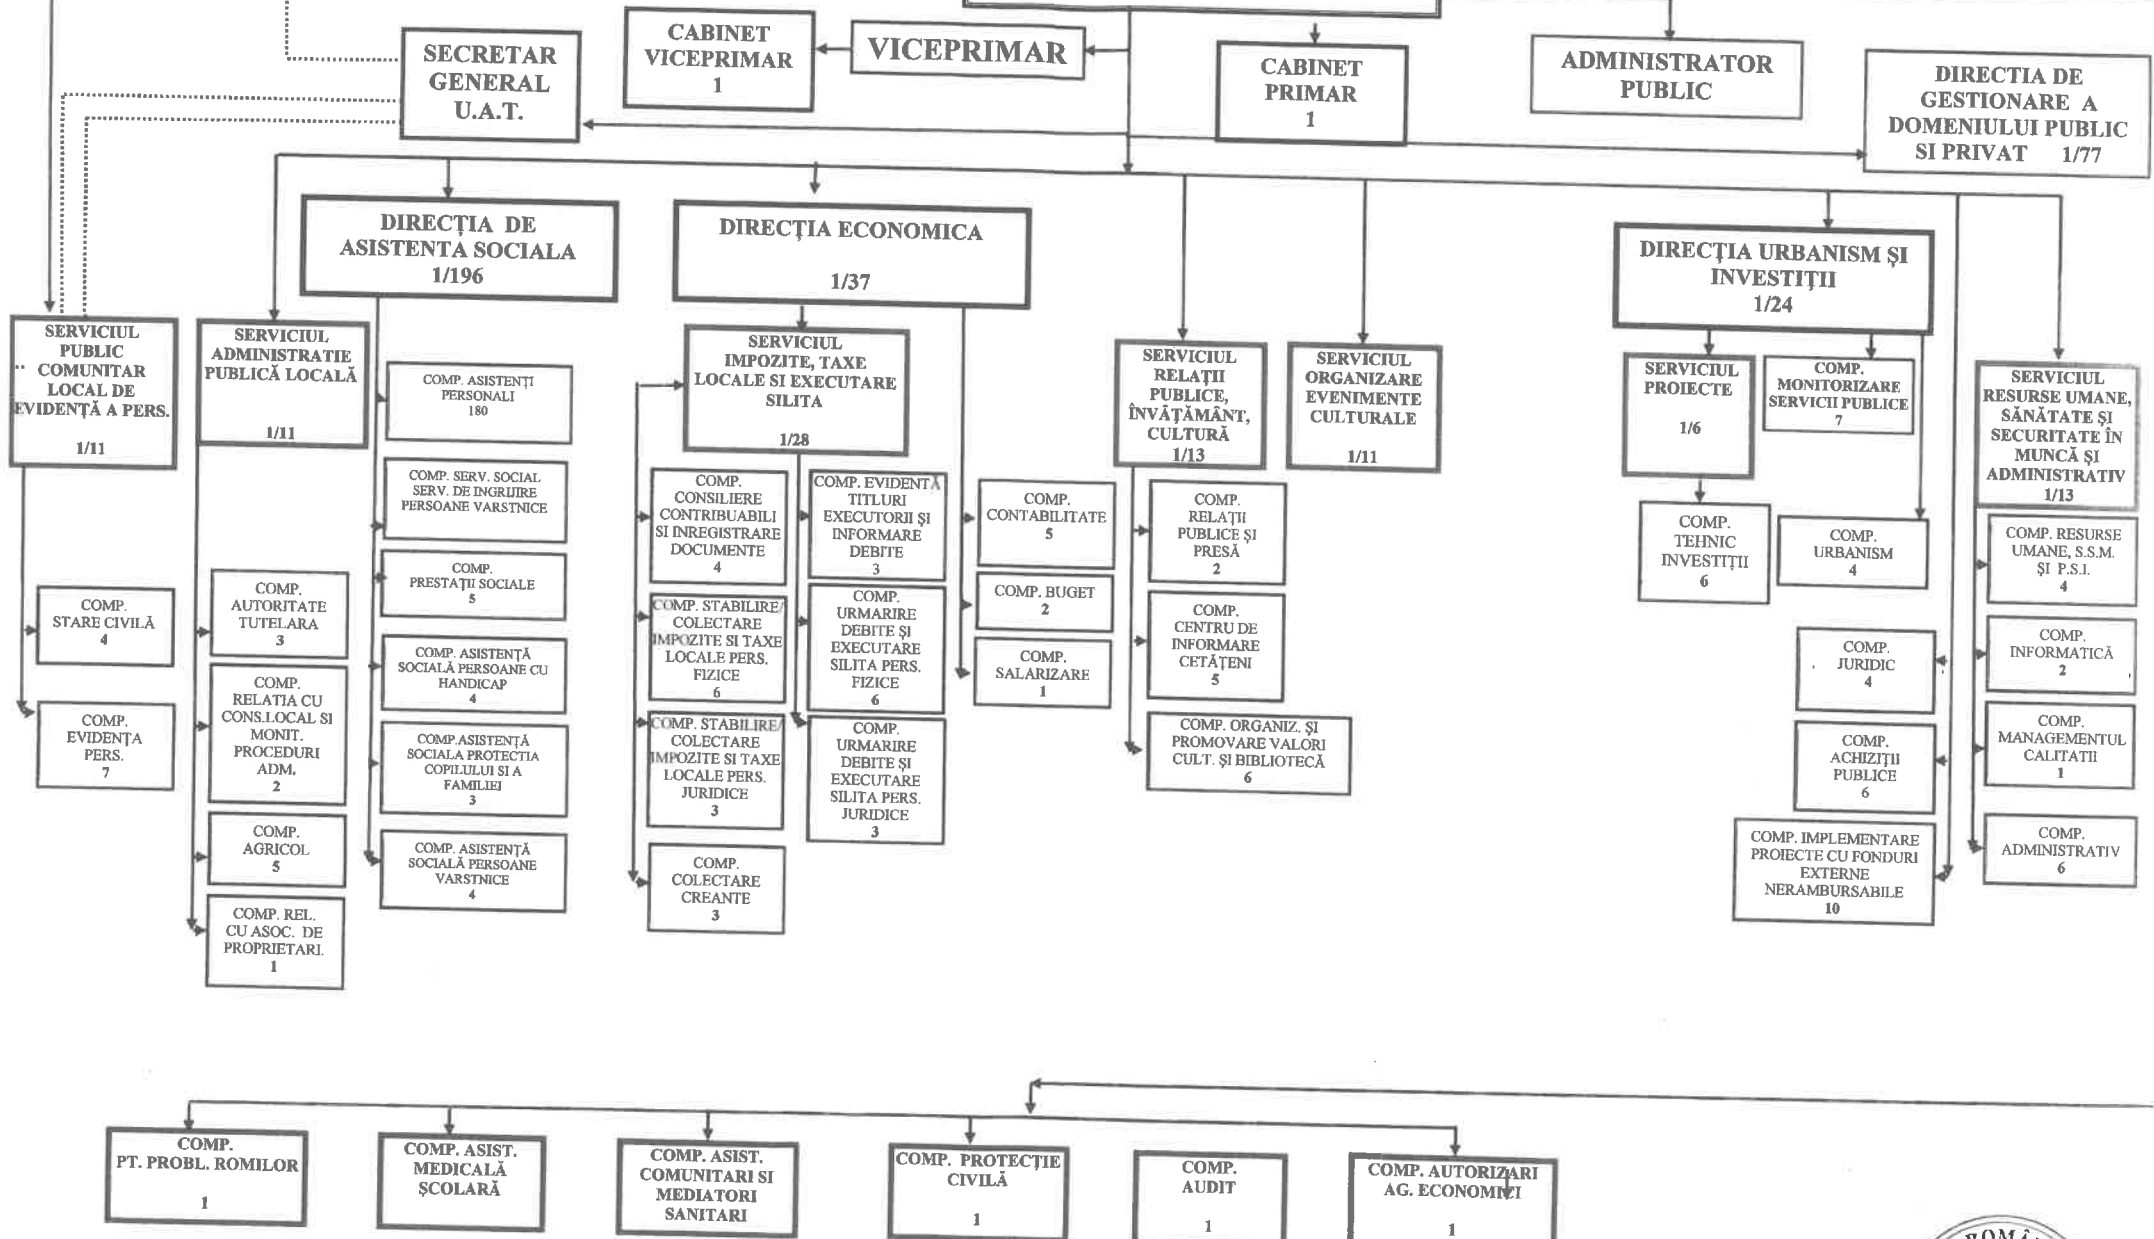 SECRETAR
GENERAL
U.A.T.
CABINET
VICEPRIMAR
1
VICEPRIMAR
CABINET
PRIMAR
1
ADMINISTRATOR
PUBLIC
DIRECTIA DE
GESTIONARE A
DOMENIULUI PUBLIC
SI PRIVAT 1/77
DIRECȚIA DE
ASISTENTA SOCIALA
1/196
DIRECȚIA ECONOMICA
1/37
DIRECȚIA URBANISM ȘI
INVESTIȚII
1/24
SERVICIUL
PUBLIC
COMUNITAR
LOCAL DE
EVIDENȚĂ A PERS.
1/11
SERVICIUL
ADMINISTRATIE
PUBLICĂ LOCALĂ
1/11
COMP. ASISTENȚI
PERSONALI
180
COMP. SERV. SOCIAL
SERV. DE INGRIJIRE
PERSOANE VARSTNICE
COMP.
PRESTAȚII SOCIALE
5
COMP. ASISTENȚĂ
SOCIALĂ PERSOANE CU
HANDICAP
4
COMP.ASISTENȚĂ
SOCIALA PROTECTIA
COPILULUI SI A
FAMILIEI
3
COMP. ASISTENȚĂ
SOCIALĂ PERSOANE
VARSTNICE
4
COMP.
STARE CIVILĂ
4
COMP.
EVIDENȚA
PERS.
7
COMP.
AUTORITATE
TUTELARA
3
COMP.
RELATIA CU
CONS.LOCAL SI
MONIT.
PROCEDURI
ADM.
2
COMP.
AGRICOL
5
COMP. REL.
CU ASOC. DE
PROPRIETARI.
1
SERVICIUL
IMPOZITE, TAXE
LOCALE SI EXECUTARE
SILITA
1/28
COMP.
CONSILIERE
CONTRIBUABILI
SI INREGISTRARE
DOCUMENTE
4
COMP. STABILIRE/
COLECTARE
IMPOZITE SI TAXE
LOCALE PERS.
FIZICE
6
COMP. STABILIRE/
COLECTARE
IMPOZITE SI TAXE
LOCALE PERS.
JURIDICE
3
COMP.
COLECTARE
CREANTE
3
COMP. EVIDENTĂ
TITLURI
EXECUTORII ȘI
INFORMARE
DEBITE
3
COMP.
URMARIRE
DEBITE ȘI
EXECUTARE
SILITA PERS.
FIZICE
6
COMP.
URMARIRE
DEBITE ȘI
EXECUTARE
SILITA PERS.
JURIDICE
3
COMP.
CONTABILITATE
5
COMP. BUGET
2
COMP.
SALARIZARE
1
SERVICIUL
RELAȚII
PUBLICE,
ÎNVĂȚĂMÂNT,
CULTURĂ
1/13
COMP.
RELAȚII
PUBLICE ȘI
PRESĂ
2
COMP.
CENTRU DE
INFORMARE
CETĂȚENI
5
COMP. ORGANIZ. ȘI
PROMOVARE VALORI
CULT. ȘI BIBLIOTECĂ
6
SERVICIUL
ORGANIZARE
EVENIMENTE
CULTURALE
1/11
SERVICIUL
PROIECTE
1/6
COMP.
MONITORIZARE
SERVICII PUBLICE
7
COMP.
TEHNIC
INVESTIȚII
6
COMP.
URBANISM
4
COMP.
JURIDIC
4
COMP.
ACHIZIȚII
PUBLICE
6
COMP. IMPLEMENTARE
PROIECTE CU FONDURI
EXTERNE
NERAMBURSABILE
10
SERVICIUL
RESURSE UMANE,
SĂNĂTATE ȘI
SECURITATE ÎN
MUNCĂ ȘI
ADMINISTRATIV
1/13
COMP. RESURSE
UMANE, S.S.M.
ȘI P.S.I.
4
COMP.
INFORMATICĂ
2
COMP.
MANAGEMENTUL
CALITATII
1
COMP.
ADMINISTRATIV
6
COMP.
PT. PROBL. ROMILOR
1
COMP. ASIST.
MEDICALĂ
ȘCOLARĂ
COMP. ASIST.
COMUNITARI SI
MEDIATORI
SANITARI
COMP. PROTECȚIE
CIVILĂ
1
COMP.
AUDIT
1
COMP. AUTORIZARI
AG. ECONOMICI
1